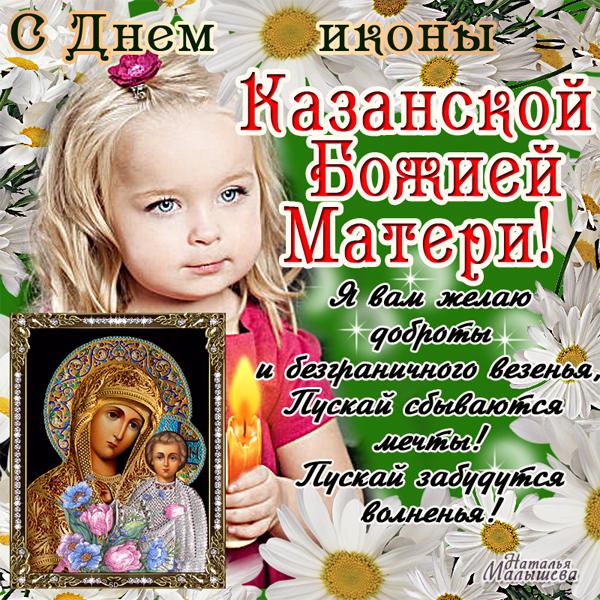 С Днем иконы
Казанской
Божией
Матери!
Я вам желаю
доброты
и безграничного везенья,
Пускай сбываются
мечты!
Пускай забудутся
волненья!
Наталья
Малышева